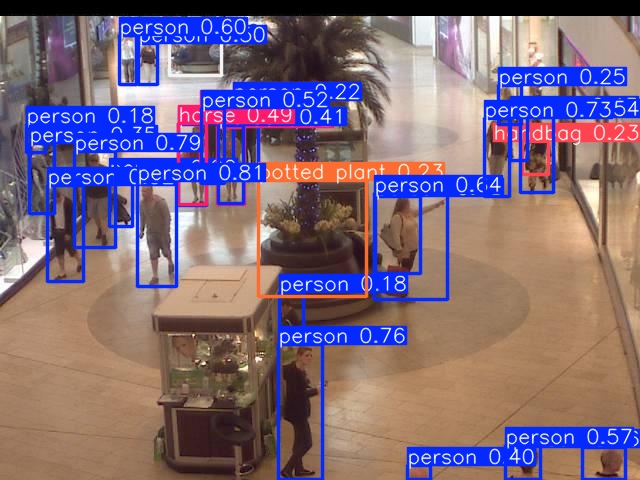 person 0.60
person 0.25
person 0.52
person 0.18
horse 0.49
0.41
person 0.73
handbag 0.23
person 0.79
person 0.81
potted plant 0.23
person 0.64
person 0.18
person 0.76
person 0.57
person 0.40